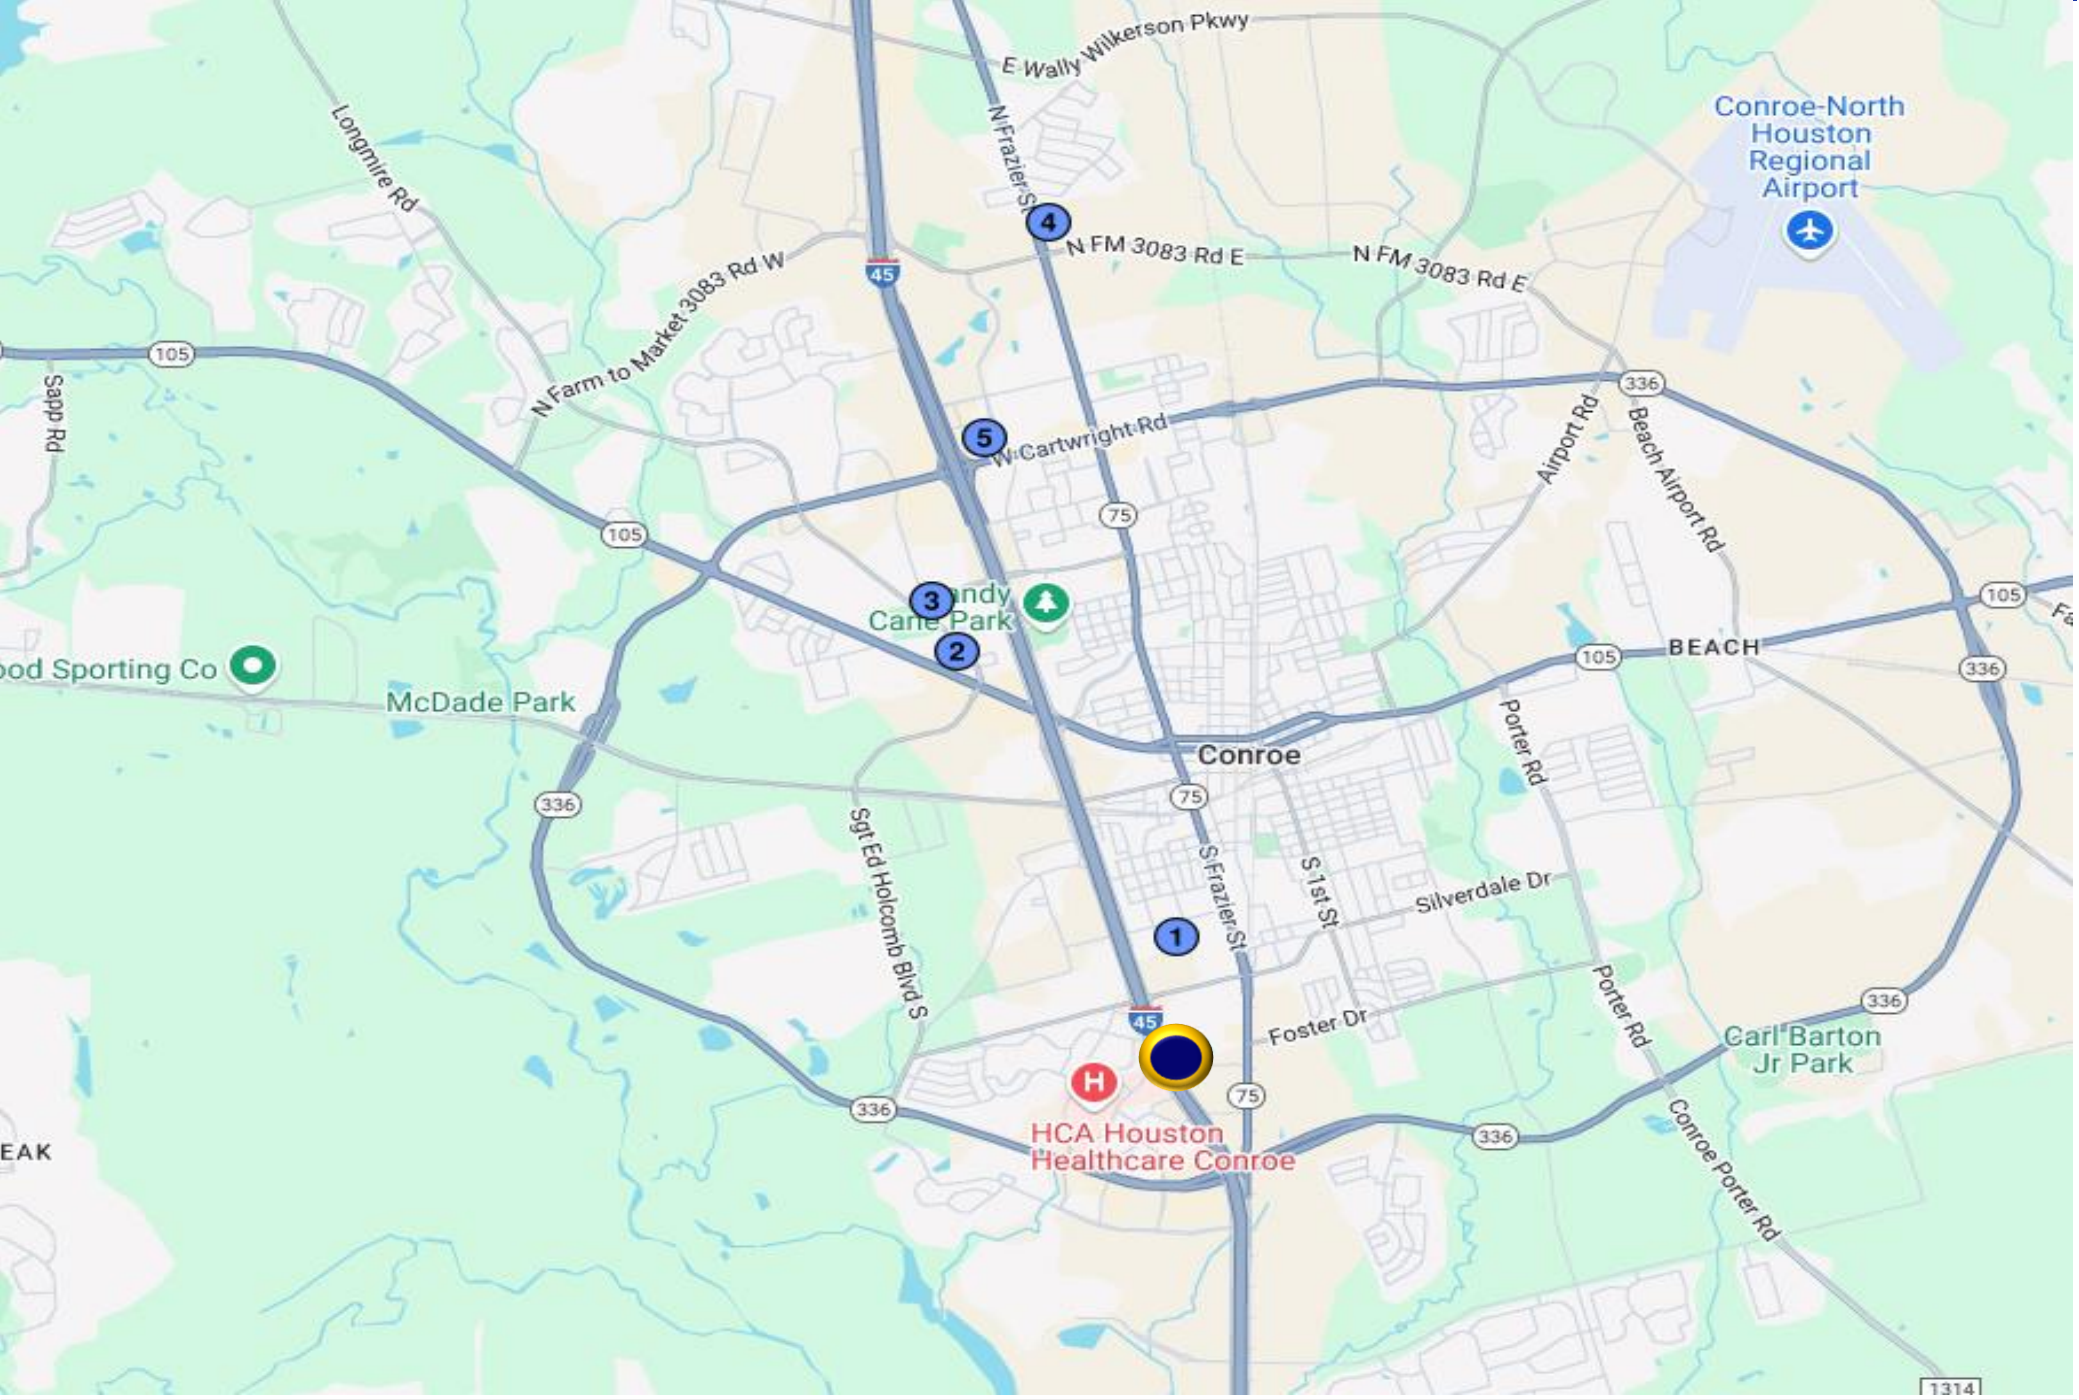 E Wally Wilkerson Pkwy
Conroe-North
Houston
Regional
Airport
Longmire Rd
N Frazier St
4
N FM 3083 Rd E
N FM 3083 Rd E
N Farm to Market 3083 Rd W
45
105
336
Sapp Rd
5
W Cartwright Rd
Airport Rd
Beach Airport Rd
75
105
3
andy
Cane Park
2
105
105
BEACH
336
ood Sporting Co
McDade Park
Porter Rd
Conroe
75
336
Sgt Ed Holcomb Blvd S
S Frazier St
S 1st St
Silverdale Dr
1
Porter Rd
336
45
Foster Dr
Carl Barton
Jr Park
H
75
336
336
HCA Houston
Healthcare Conroe
EAK
Conroe Porter Rd
1314